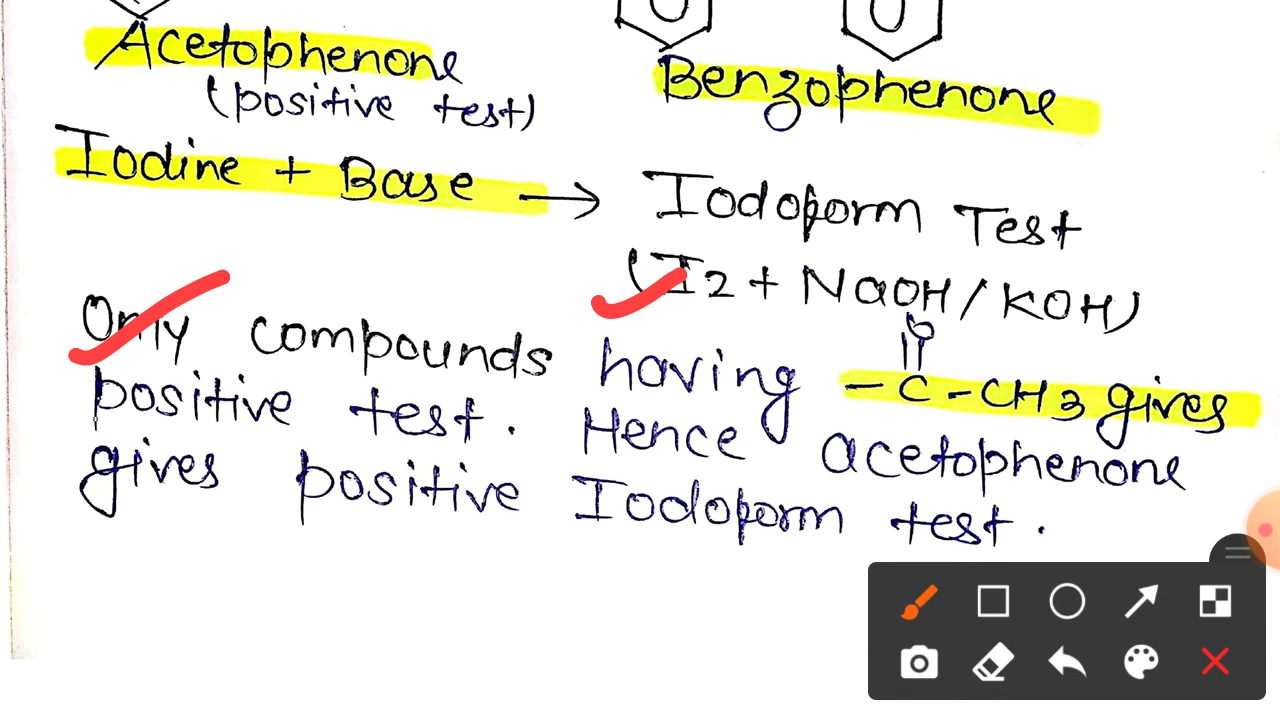 Acetophenone
Benzophenone
(positive test)
Iodine + Base → Iodoform Test
(I2 + NaOH / KOH)
O
Only compounds having -C-CH3 gives
positive test. Hence acetophenone
gives positive Iodoform test.